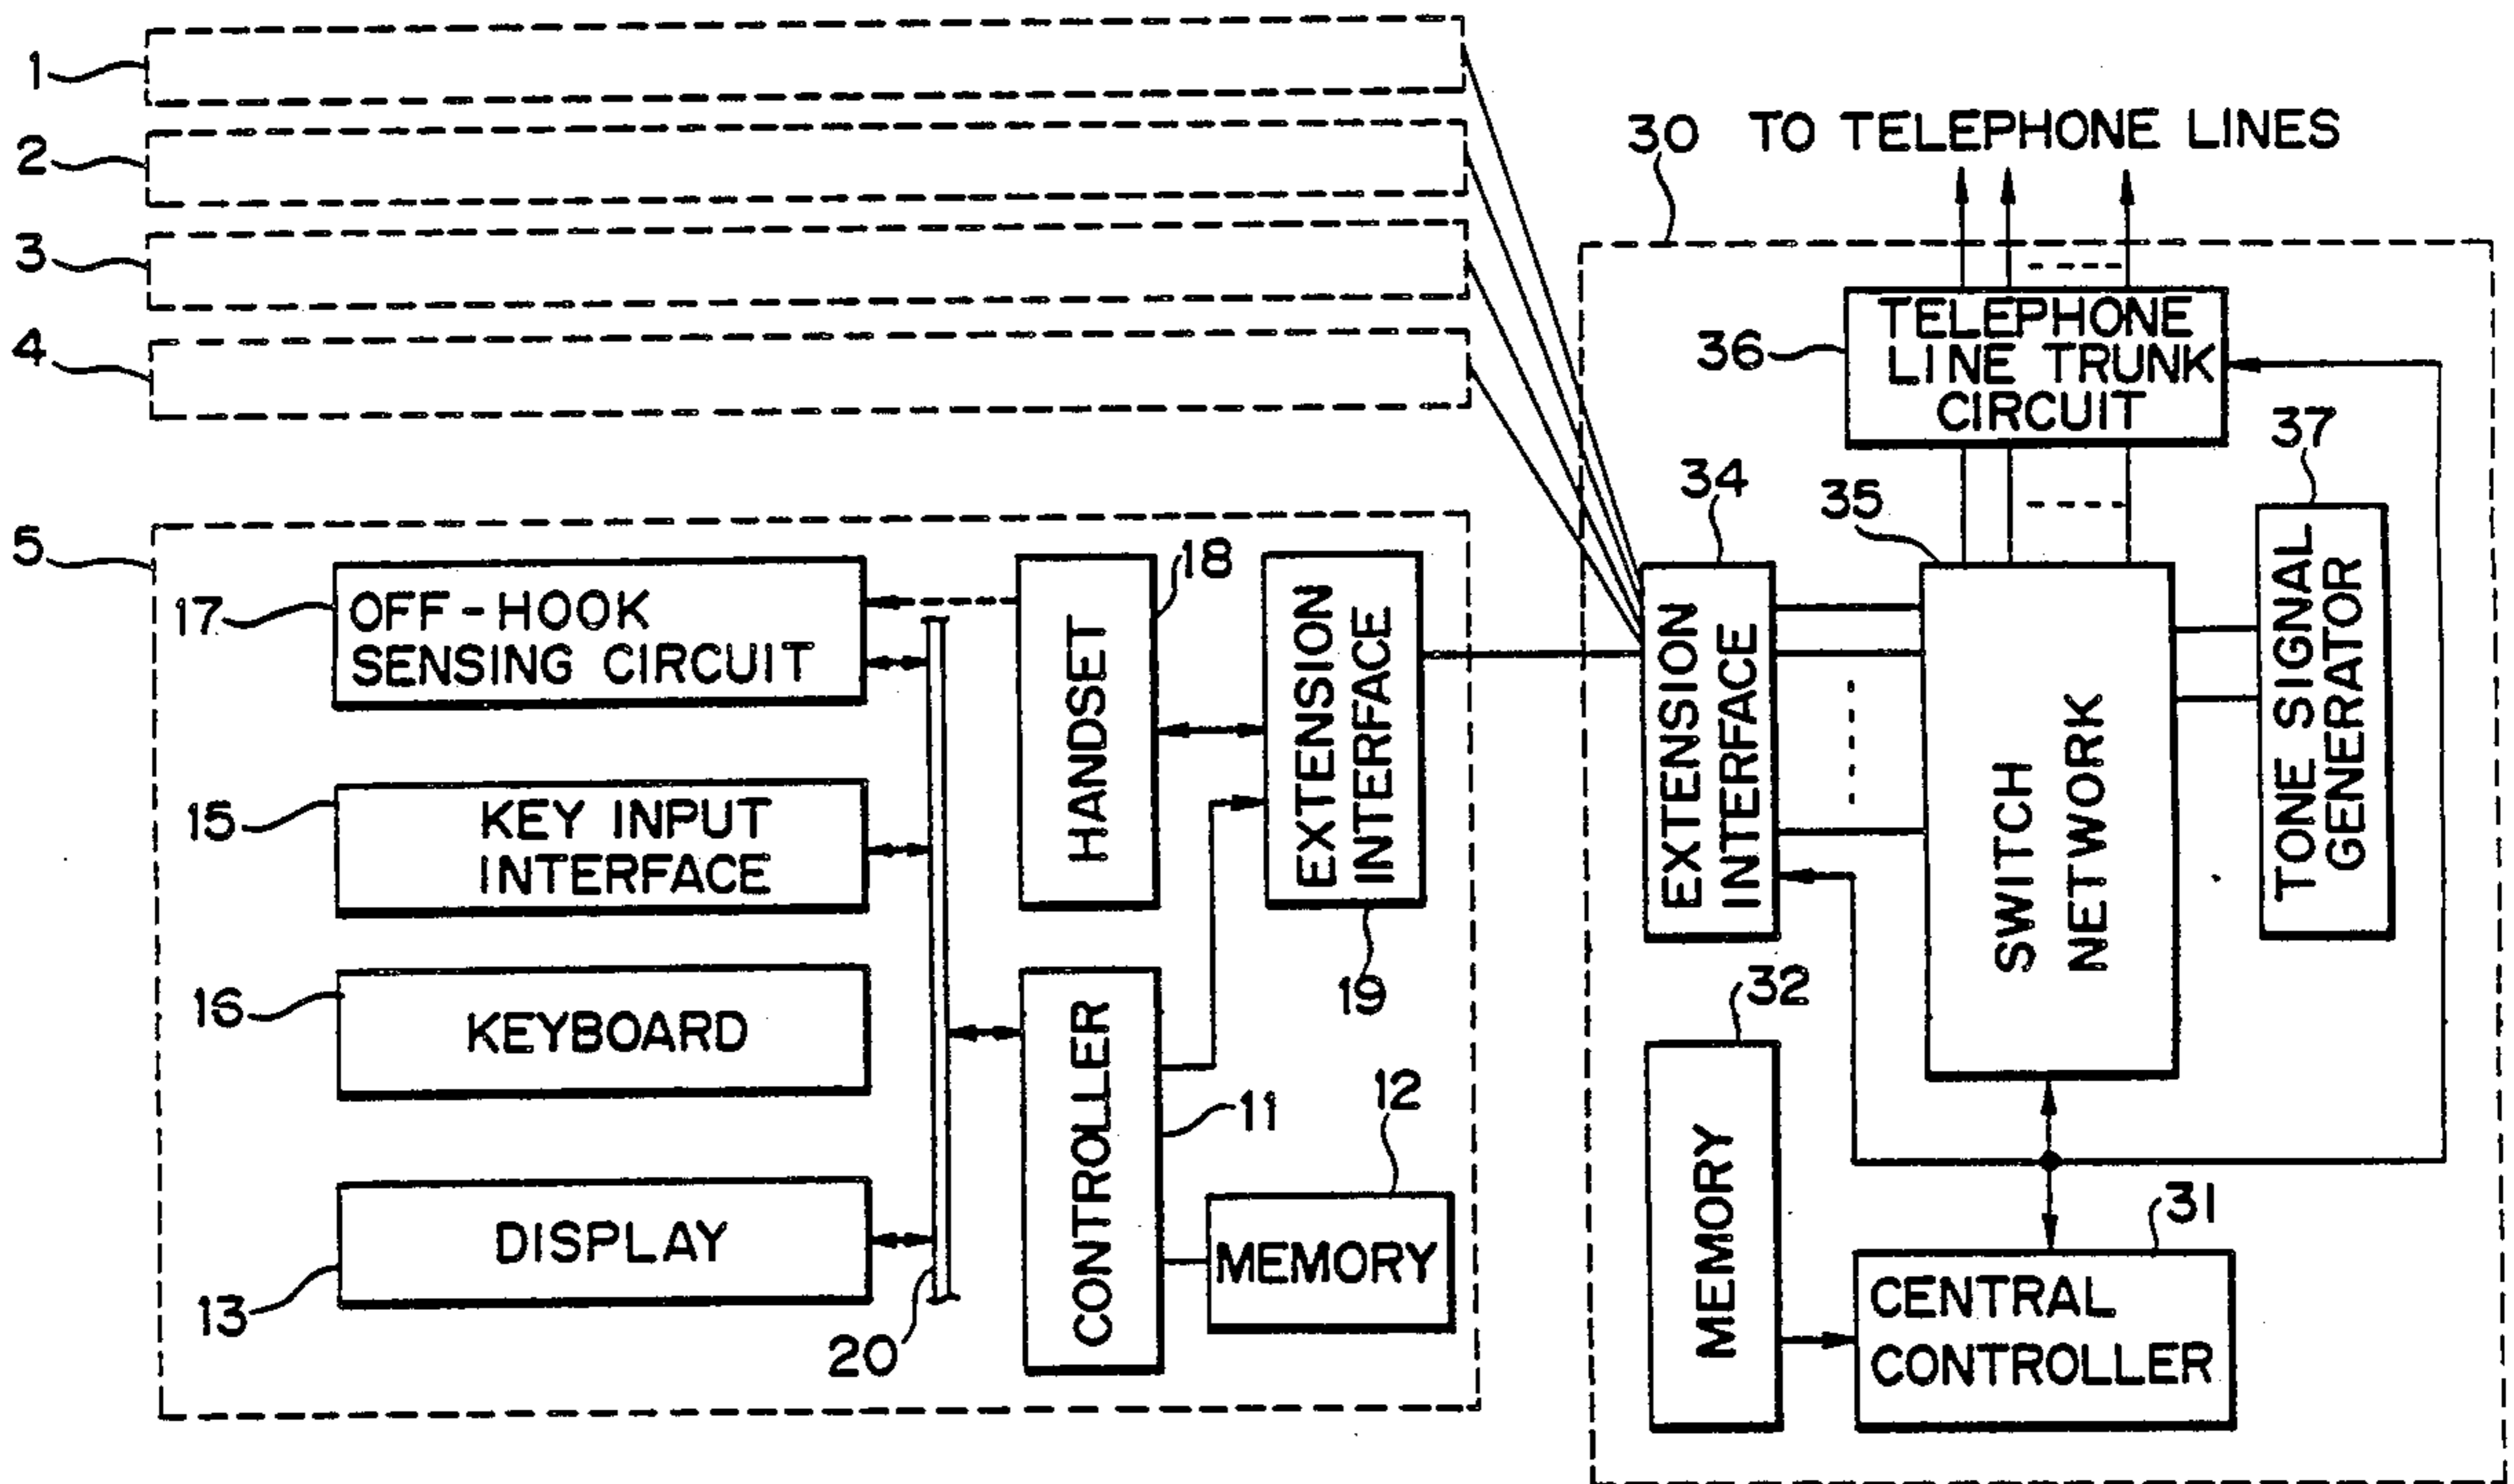 1
2
3
4
30 TO TELEPHONE LINES
36
TELEPHONE
LINE TRUNK
CIRCUIT
37
TONE SIGNAL
GENERATOR
34
EXTENSION
INTERFACE
35
SWITCH
NETWORK
5
17
OFF-HOOK
SENSING CIRCUIT
18
HANDSET
EXTENSION
INTERFACE
19
15
KEY INPUT
INTERFACE
16
KEYBOARD
13
DISPLAY
20
CONTROLLER
11
12
MEMORY
32
MEMORY
31
CENTRAL
CONTROLLER